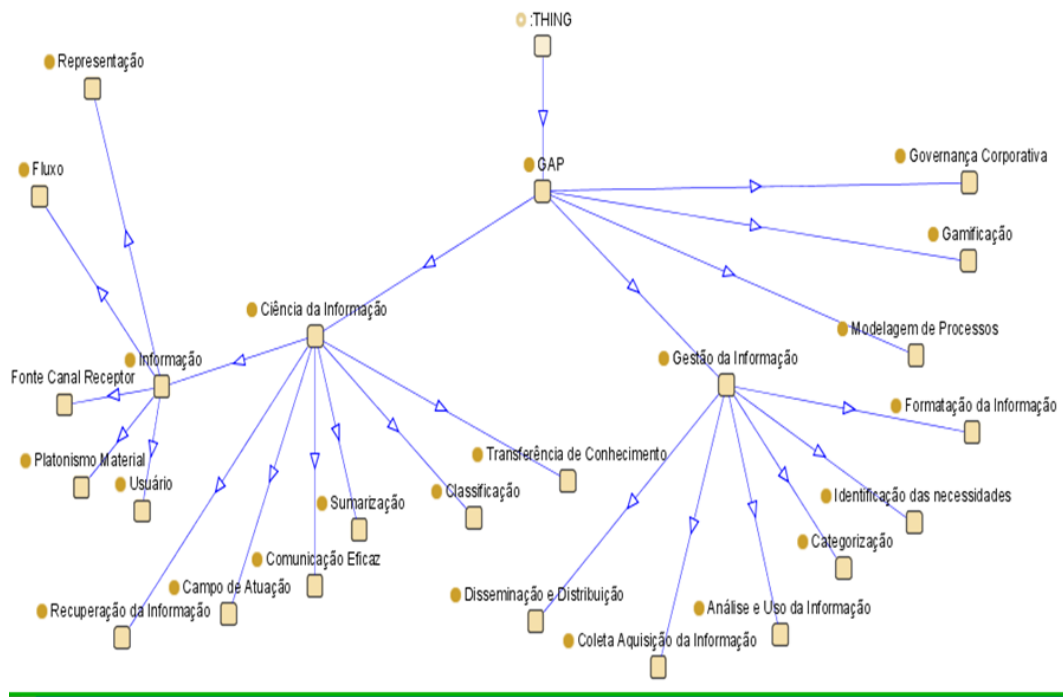 :THING
Representação
GAP
Governança Corporativa
Fluxo
Gamificação
Ciência da Informação
Modelagem de Processos
Informação
Gestão da Informação
Fonte Canal Receptor
Formatação da Informação
Transferência de Conhecimento
Platonismo Material
Usuário
Classificação
Identificação das necessidades
Sumarização
Categorização
Comunicação Eficaz
Campo de Atuação
Disseminação e Distribuição
Recuperação da Informação
Análise e Uso da Informação
Coleta Aquisição da Informação